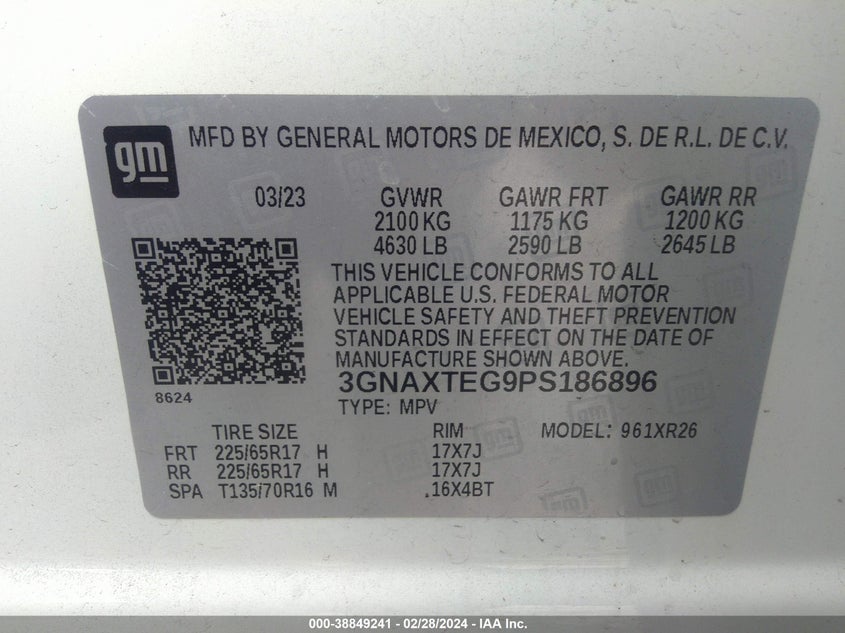 gm
MFD BY GENERAL MOTORS DE MEXICO, S. DE R.L. DE C.V.
03/23 GVWR GAWR FRT GAWR RR
2100 KG 1175 KG 1200 KG
4630 LB 2590 LB 2645 LB
THIS VEHICLE CONFORMS TO ALL
APPLICABLE U.S. FEDERAL MOTOR
VEHICLE SAFETY AND THEFT PREVENTION
STANDARDS IN EFFECT ON THE DATE OF
MANUFACTURE SHOWN ABOVE.
3GNAXTEG9PS186896
8624
TYPE: MPV
TIRE SIZE RIM MODEL: 961XR26
FRT 225/65R17 H 17X7J
RR 225/65R17 H 17X7J
SPA T135/70R16 M .16X4BT
000-38849241 - 02/28/2024 - IAA Inc.